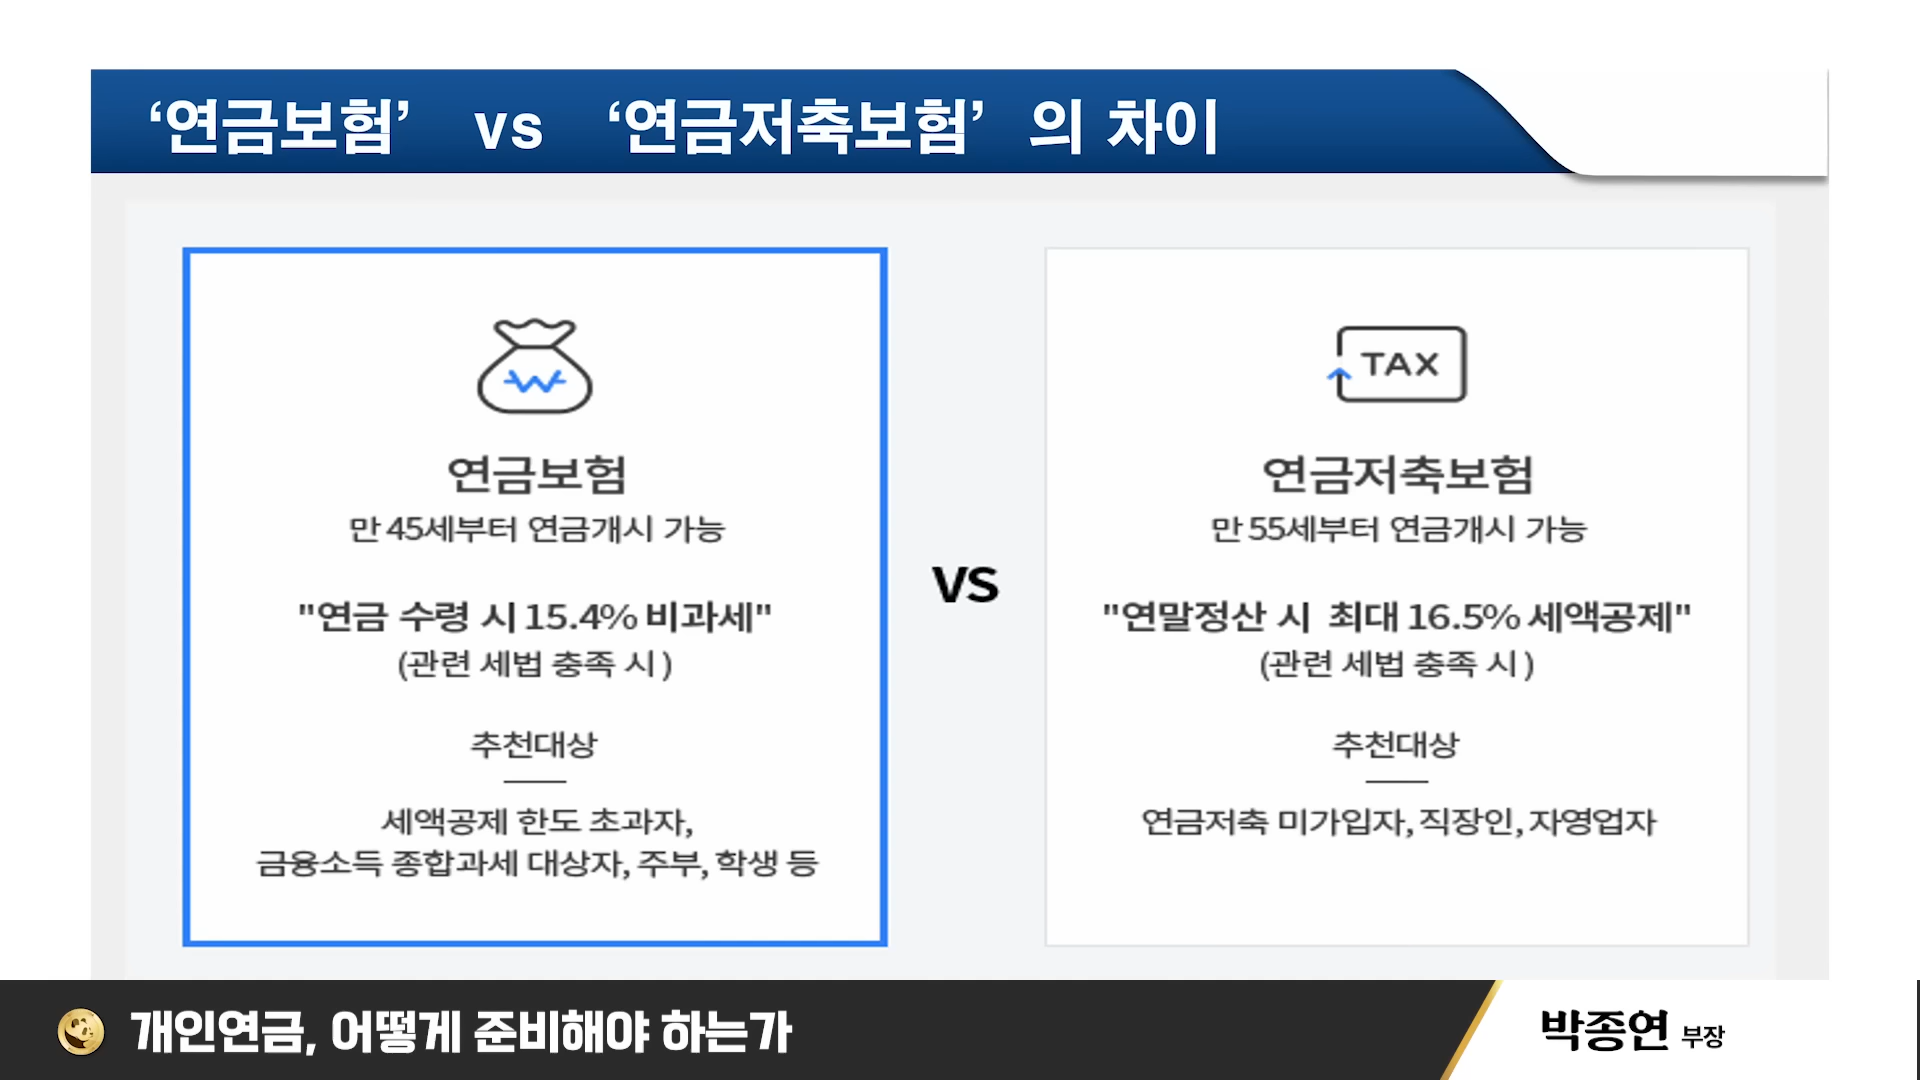 ‘연금보험’ vs ‘연금저축보험’ 의 차이
연금보험
만 45세부터 연금개시 가능
"연금 수령 시 15.4% 비과세"
(관련 세법 충족 시 )
추천대상
세액공제 한도 초과자,
금융소득 종합과세 대상자, 주부, 학생 등
VS
TAX
연금저축보험
만 55세부터 연금개시 가능
"연말정산 시 최대 16.5% 세액공제"
(관련 세법 충족 시 )
추천대상
연금저축 미가입자, 직장인, 자영업자
개인연금, 어떻게 준비해야 하는가
박종연 부장